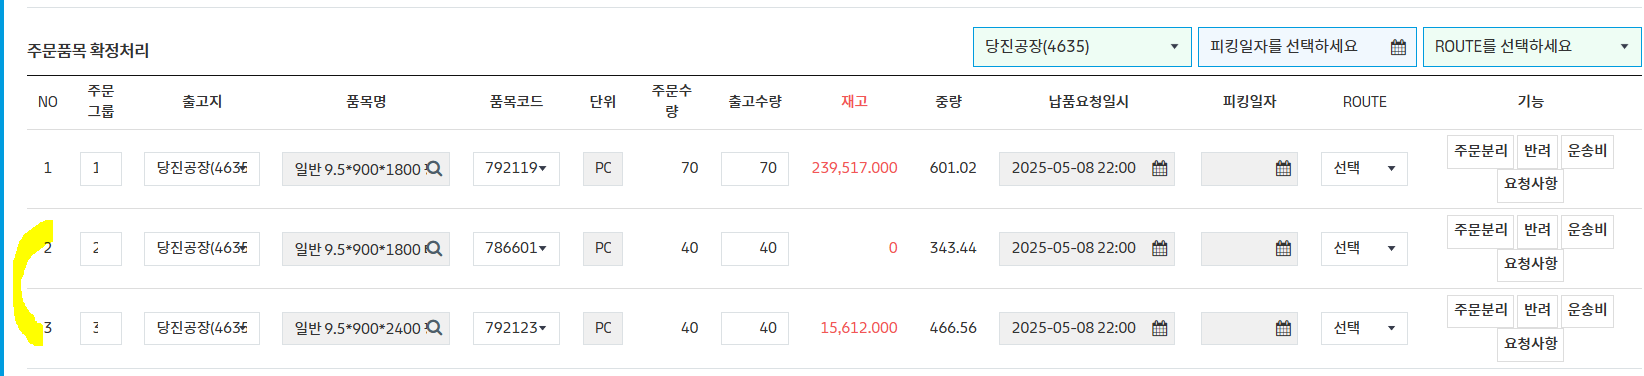 주문품목 확정처리
당진공장(4635) 피킹일자를 선택하세요 ROUTE를 선택하세요
NO 주문그룹 출고지 품목명 품목코드 단위 주문수량 출고수량 재고 중량 납품요청일시 피킹일자 ROUTE 기능
1 1 당진공장(4635 일반 9.5*900*1800 792119 PC 70 70 239,517.000 601.02 2025-05-08 22:00 선택 주문분리 반려 운송비
요청사항
2 2 당진공장(4635 일반 9.5*900*1800 786601 PC 40 40 0 343.44 2025-05-08 22:00 선택 주문분리 반려 운송비
요청사항
3 3 당진공장(4635 일반 9.5*900*2400 792123 PC 40 40 15,612.000 466.56 2025-05-08 22:00 선택 주문분리 반려 운송비
요청사항